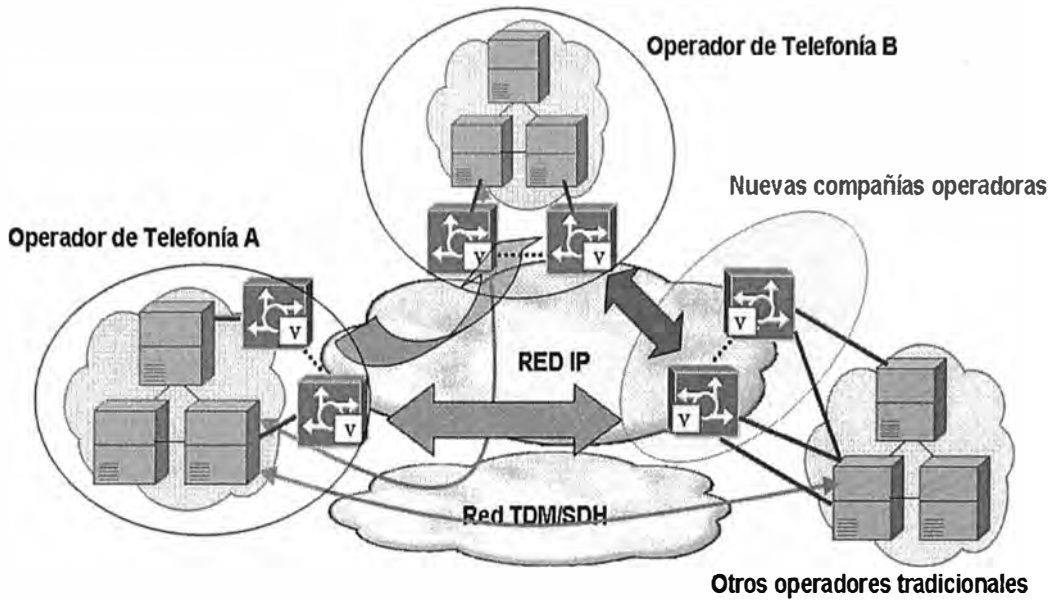 Operador de Telefonía B
Nuevas compañías operadoras
Operador de Telefonía A
V
V
V
V
RED IP
V
V
Red TDM/SDH
Otros operadores tradicionales